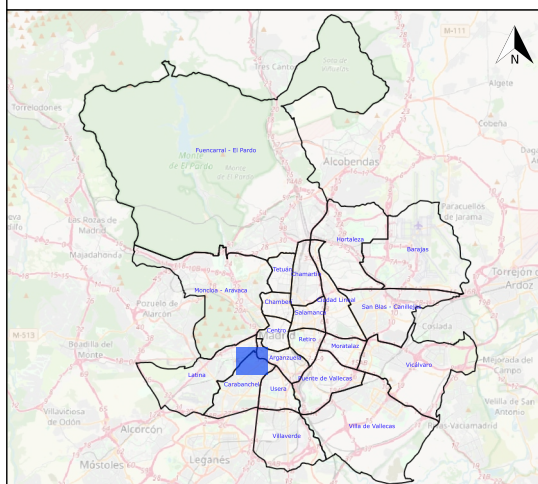 M-111
N
Tres Cantos
Algete
Torrelodones
Cobeña
Fuencarral - El Pardo
Monte
de El Pardo
Alcobendas
Paracuellos
de Jarama
Las Rozas de
Madrid
Hortaleza
Barajas
Majadahonda
Tetuán
Chamartín
Torrejón
de
Ardoz
Moncloa - Aravaca
Pozuelo de
Alarcón
Chamberí
Ciudad Lineal
San Blas - Canillejas
Salamanca
M-513
Coslada
Centro
Retiro
Boadilla del
Monte
Moratalaz
Mejorada del
Campo
Arganzuela
Vicálvaro
Latina
Carabanchel
Usera
Puente de Vallecas
Velilla de San
Antonio
Villaviciosa
de Odón
Alcorcón
Villaverde
Villa de Vallecas
Rivas-Vaciamadrid
Móstoles
Leganés